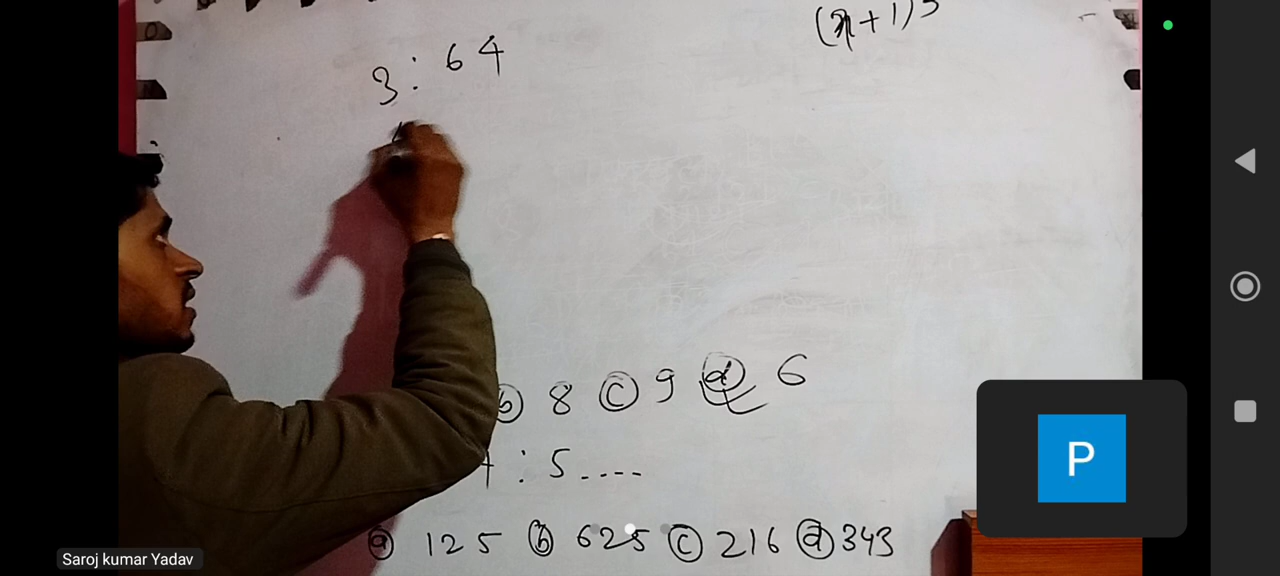 (x+1)3
3 : 64
b 8 c 9 d 6
: 5 ....
a 125 b 625 c 216 d 343
P
Saroj kumar Yadav